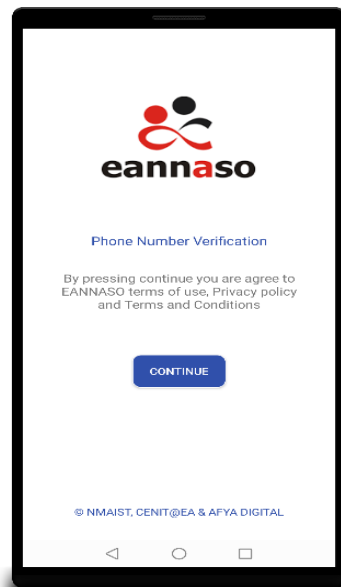 eannaso
Phone Number Verification
By pressing continue you are agree to
EANNASO terms of use, Privacy policy
and Terms and Conditions
CONTINUE
© NMAIST, CENIT@EA & AFYA DIGITAL